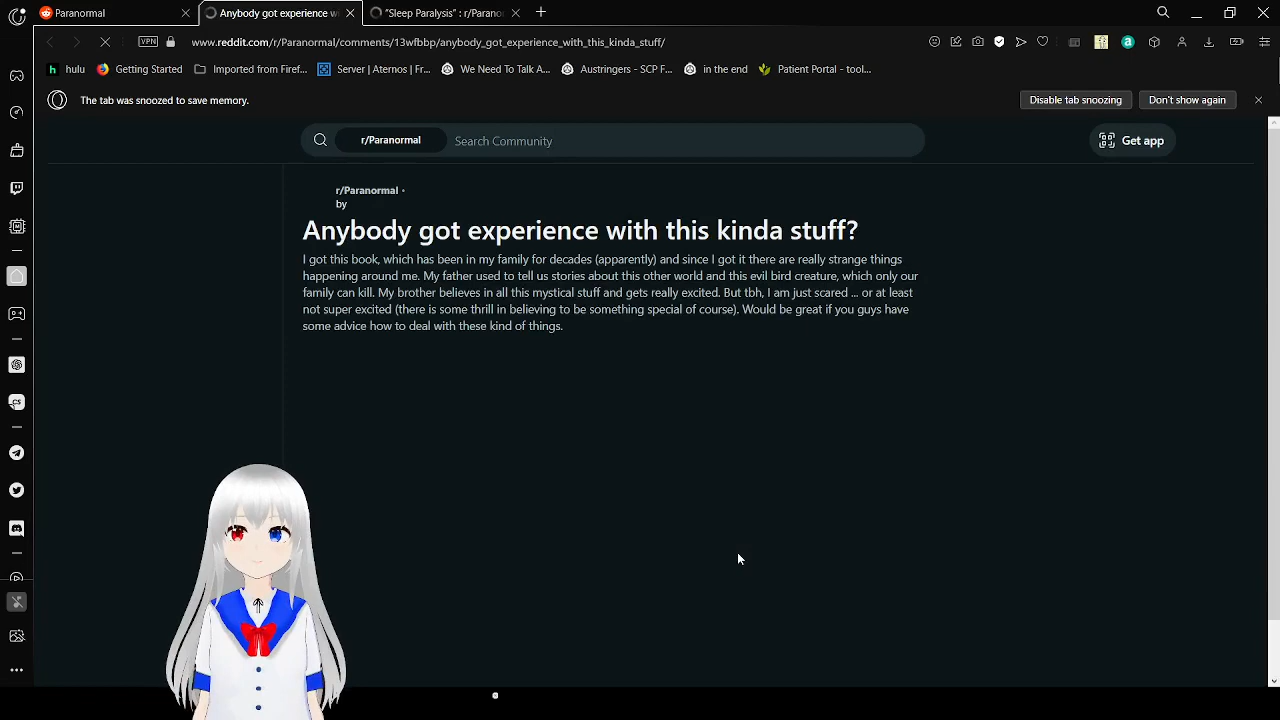 Paranormal
Anybody got experience wi
"Sleep Paralysis" : r/Parano
VPN
www.reddit.com/r/Paranormal/comments/13wfbbp/anybody_got_experience_with_this_kinda_stuff/
hulu
Getting Started
Imported from Firef...
Server | Aternos | Fr...
We Need To Talk A...
Austringers - SCP F...
in the end
Patient Portal - tool...
The tab was snoozed to save memory.
Disable tab snoozing
Don't show again
r/Paranormal
Search Community
Get app
r/Paranormal •
by
Anybody got experience with this kinda stuff?
I got this book, which has been in my family for decades (apparently) and since I got it there are really strange things
happening around me. My father used to tell us stories about this other world and this evil bird creature, which only our
family can kill. My brother believes in all this mystical stuff and gets really excited. But tbh, I am just scared ... or at least
not super excited (there is some thrill in believing to be something special of course). Would be great if you guys have
some advice how to deal with these kind of things.